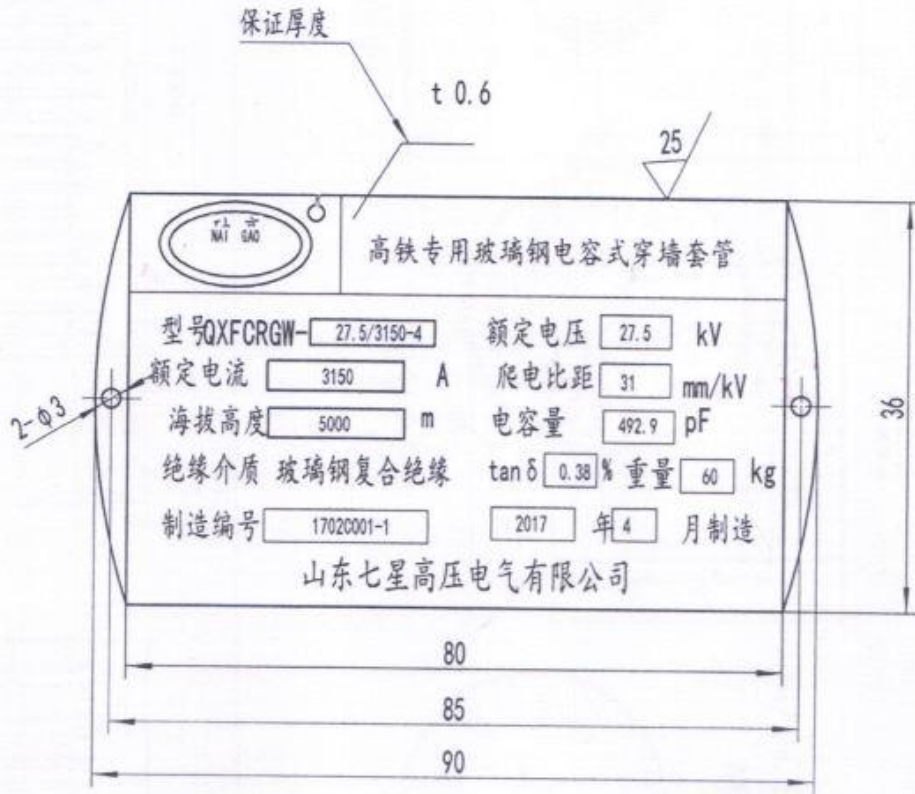 保证厚度
t 0.6
25
NAI GAO
高铁专用玻璃钢电容式穿墙套管
型号QXFCRGW-27.5/3150-4 额定电压 27.5 kV
额定电流 3150 A 爬电比距 31 mm/kV
海拔高度 5000 m 电容量 492.9 pF
绝缘介质 玻璃钢复合绝缘 tanδ 0.38 % 重量 60 kg
制造编号 1702C001-1 2017 年 4 月制造
山东七星高压电气有限公司
2-Φ3
36
80
85
90